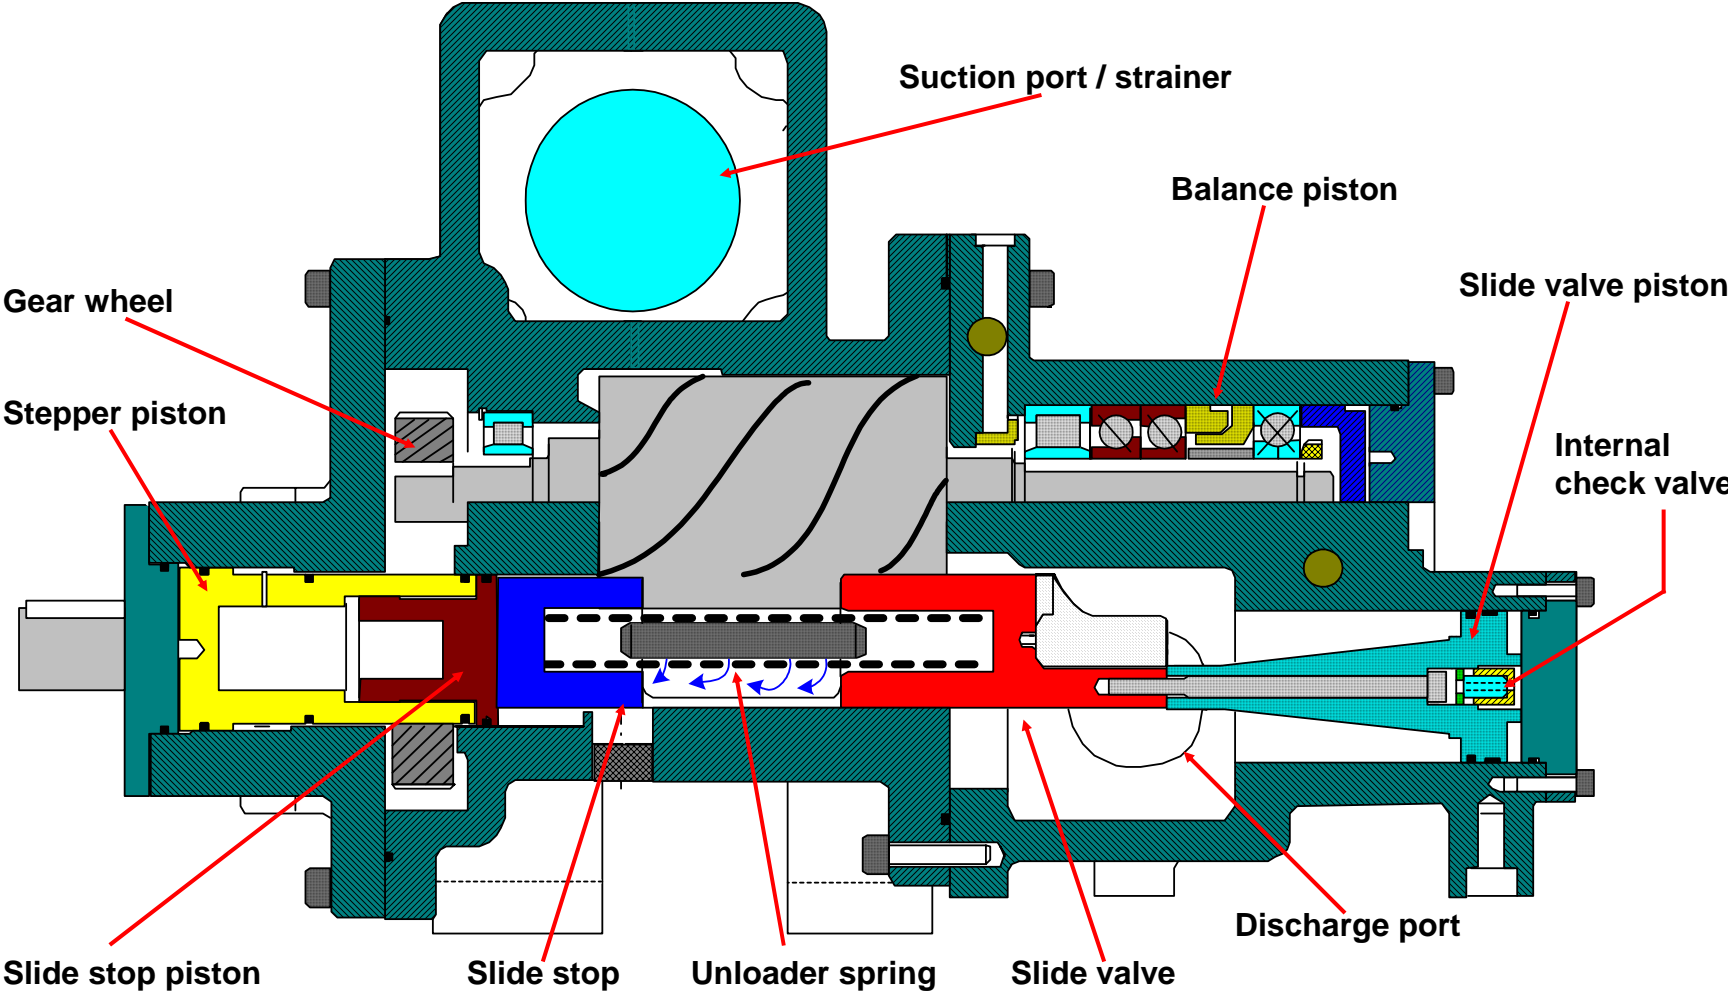 Suction port / strainer
Balance piston
Gear wheel
Slide valve piston
Stepper piston
Internal
check valve
Discharge port
Slide stop piston
Slide stop
Unloader spring
Slide valve